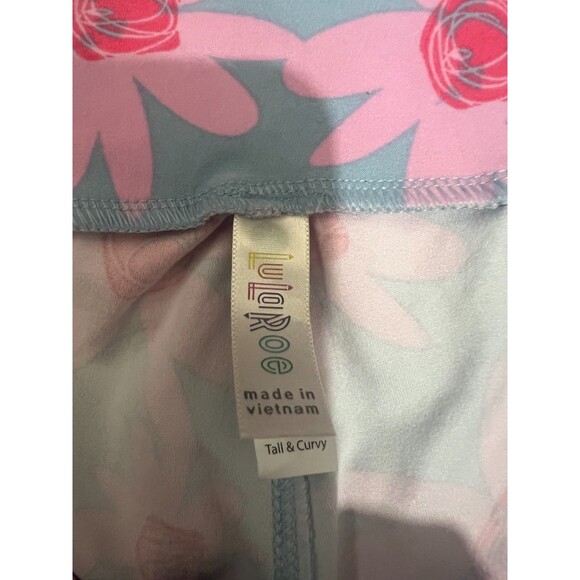 LuLaRoe
made in
vietnam
Tall & Curvy